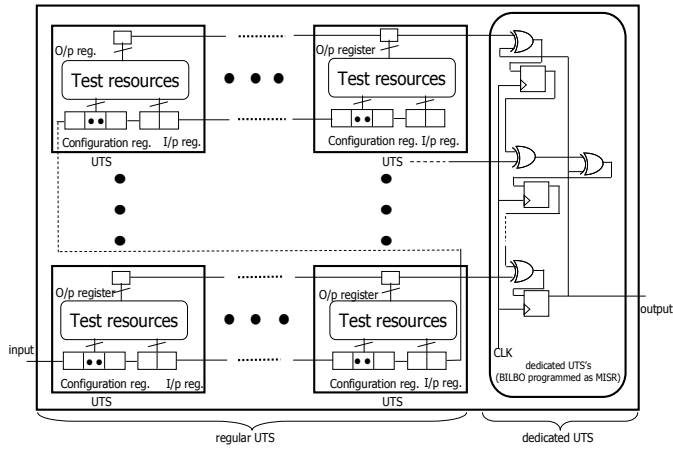 O/p reg.
O/p register
Test resources
Test resources
Configuration reg. I/p reg.
Configuration reg. I/p reg.
UTS
UTS
O/p register
O/p register
Test resources
Test resources
input
output
CLK
Configuration reg. I/p reg.
Configuration reg. I/p reg.
dedicated UTS's
(BILBO programmed as MISR)
UTS
UTS
regular UTS
dedicated UTS